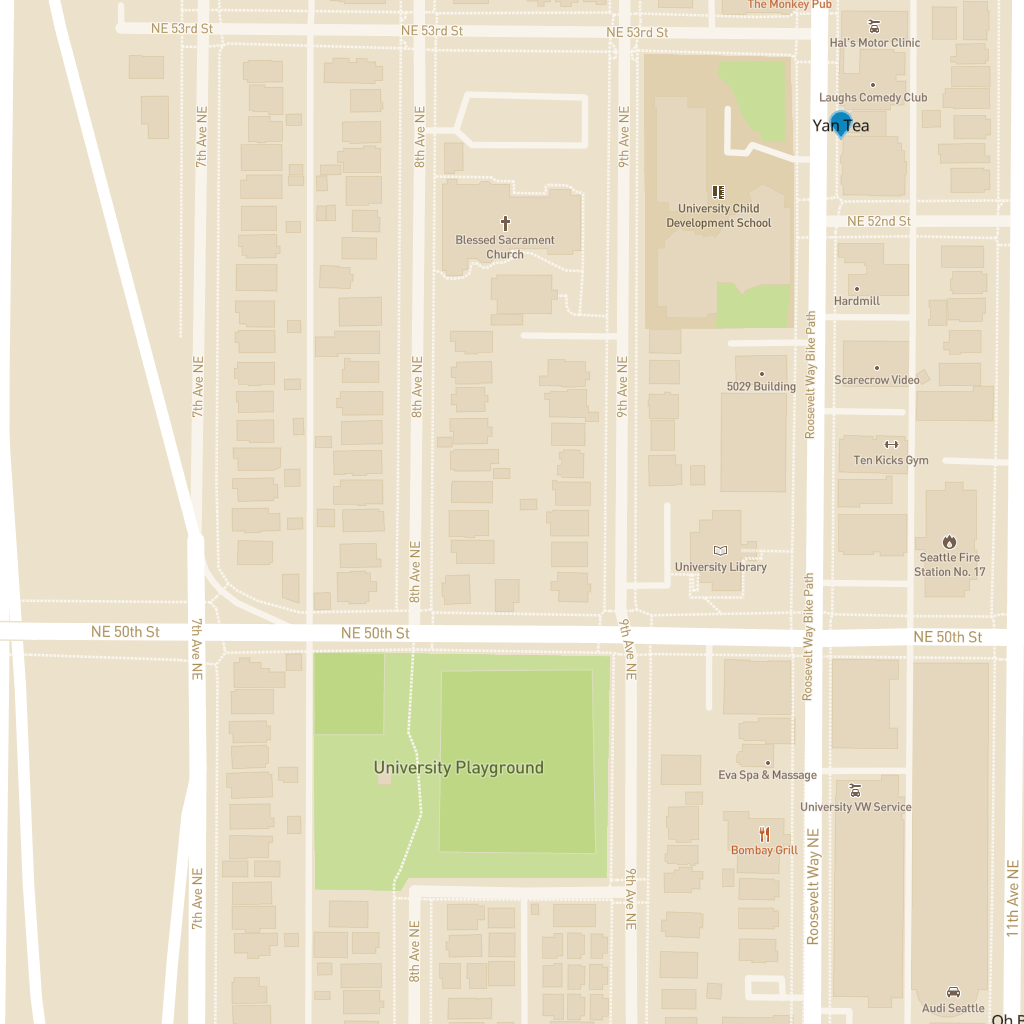 The Monkey Pub
NE 53rd St
NE 53rd St
NE 53rd St
Hal's Motor Clinic
Laughs Comedy Club
Yan Tea
7th Ave NE
8th Ave NE
9th Ave NE
University Child
Development School
NE 52nd St
Blessed Sacrament
Church
Hardmill
Roosevelt Way Bike Path
7th Ave NE
8th Ave NE
9th Ave NE
5029 Building
Scarecrow Video
Ten Kicks Gym
8th Ave NE
University Library
Seattle Fire
Station No. 17
NE 50th St
NE 50th St
NE 50th St
7th Ave NE
9th Ave NE
Roosevelt Way Bike Path
University Playground
Eva Spa & Massage
University VW Service
Bombay Grill
Roosevelt Way NE
7th Ave NE
8th Ave NE
9th Ave NE
11th Ave NE
Audi Seattle
Oh